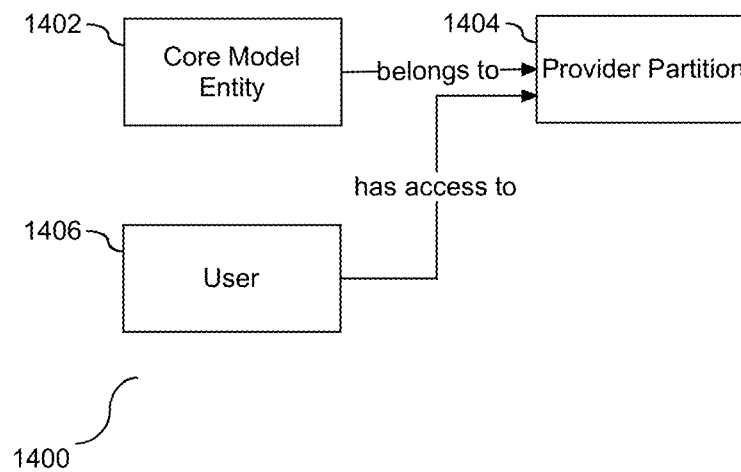 1402
Core Model
Entity
belongs to
1404
Provider Partition
has access to
1406
User
1400